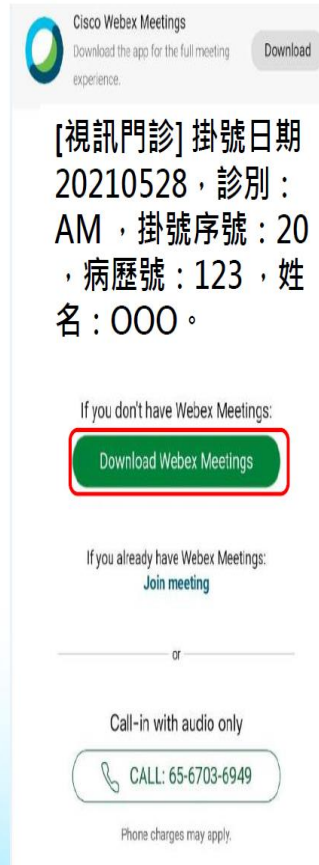 Cisco Webex Meetings
Download the app for the full meeting
experience.
Download
[視訊門診] 掛號日期
20210528，診別：
AM ，掛號序號：20
，病歷號：123 ，姓
名：OOO。
If you don't have Webex Meetings:
Download Webex Meetings
If you already have Webex Meetings:
Join meeting
or
Call-in with audio only
CALL: 65-6703-6949
Phone charges may apply.